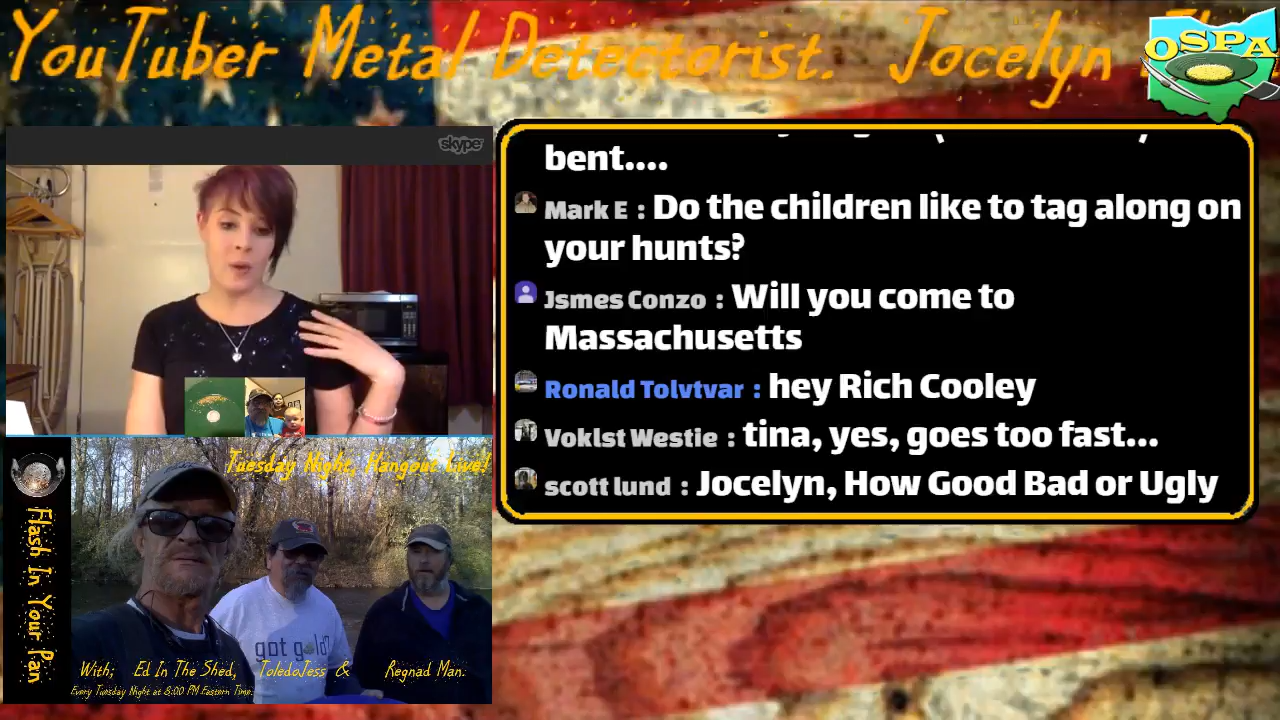 YouTuber Metal Detectorist. Jocelyn
OSPA
skype
bent....
Mark E : Do the children like to tag along on
your hunts?
Jsmes Conzo : Will you come to
Massachusetts
Ronald Tolvtvar : hey Rich Cooley
Voklst Westie : tina, yes, goes too fast...
scott lund : Jocelyn, How Good Bad or Ugly
Tuesday Night, Hangout Live!
Flash In Your Pan
got gold?
With; Ed In The Shed, ToledoJess & Regnad Man.
Every Tuesday Night at 8:00 PM Eastern Time.